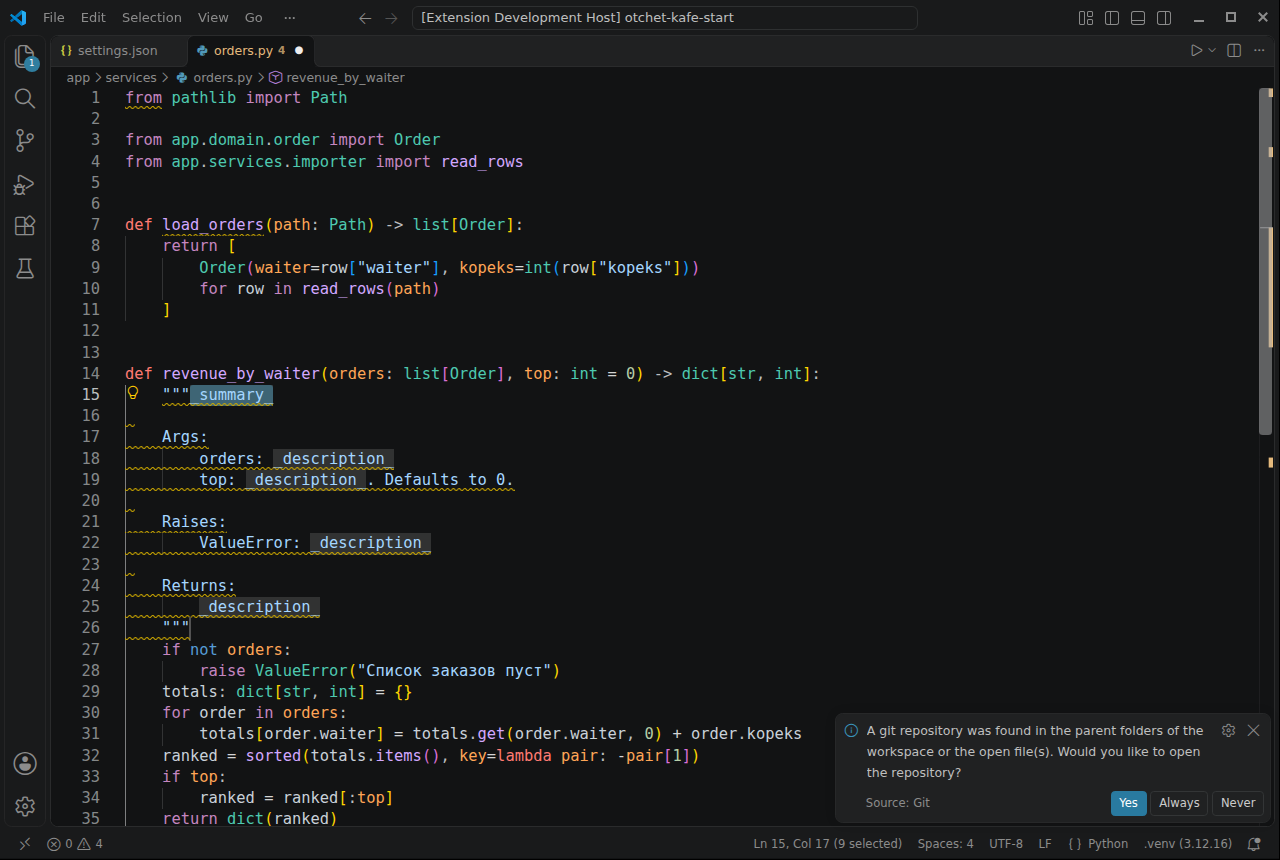 File Edit Selection View Go ··· [Extension Development Host] otchet-kafe-start
settings.json orders.py 4
app > services > orders.py > revenue_by_waiter
1 from pathlib import Path
2
3 from app.domain.order import Order
4 from app.services.importer import read_rows
5
6
7 def load_orders(path: Path) -> list[Order]:
8 return [
9 Order(waiter=row["waiter"], kopeks=int(row["kopeks"]))
10 for row in read_rows(path)
11 ]
12
13
14 def revenue_by_waiter(orders: list[Order], top: int = 0) -> dict[str, int]:
15 """_summary_
16
17 Args:
18 orders: _description_
19 top: _description_. Defaults to 0.
20
21 Raises:
22 ValueError: _description_
23
24 Returns:
25 _description_
26 """
27 if not orders:
28 raise ValueError("Список заказов пуст")
29 totals: dict[str, int] = {}
30 for order in orders:
31 totals[order.waiter] = totals.get(order.waiter, 0) + order.kopeks
32 ranked = sorted(totals.items(), key=lambda pair: -pair[1])
33 if top:
34 ranked = ranked[:top]
35 return dict(ranked)
1
A git repository was found in the parent folders of the
workspace or the open file(s). Would you like to open
the repository?
Source: Git Yes Always Never
0 4 Ln 15, Col 17 (9 selected) Spaces: 4 UTF-8 LF { } Python .venv (3.12.16)